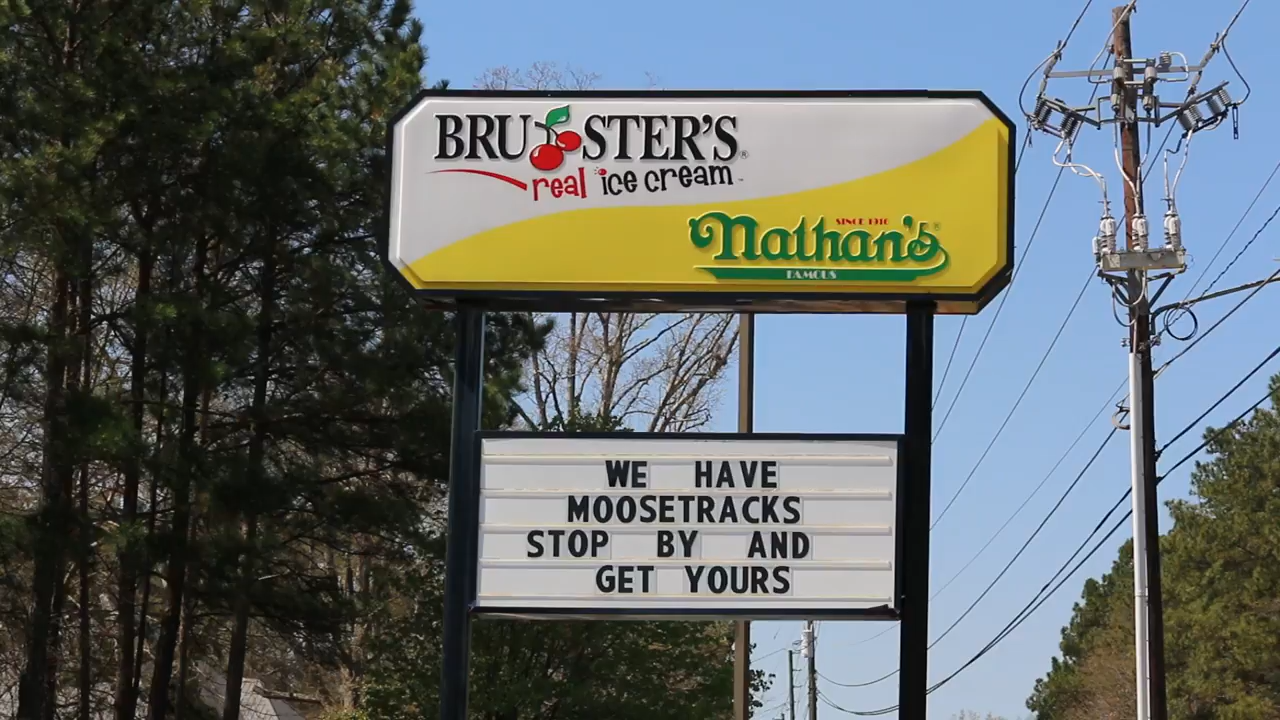 BRUSTER'S
real ice cream
SINCE 1916
Nathan's
FAMOUS
WE HAVE
MOOSETRACKS
STOP BY AND
GET YOURS